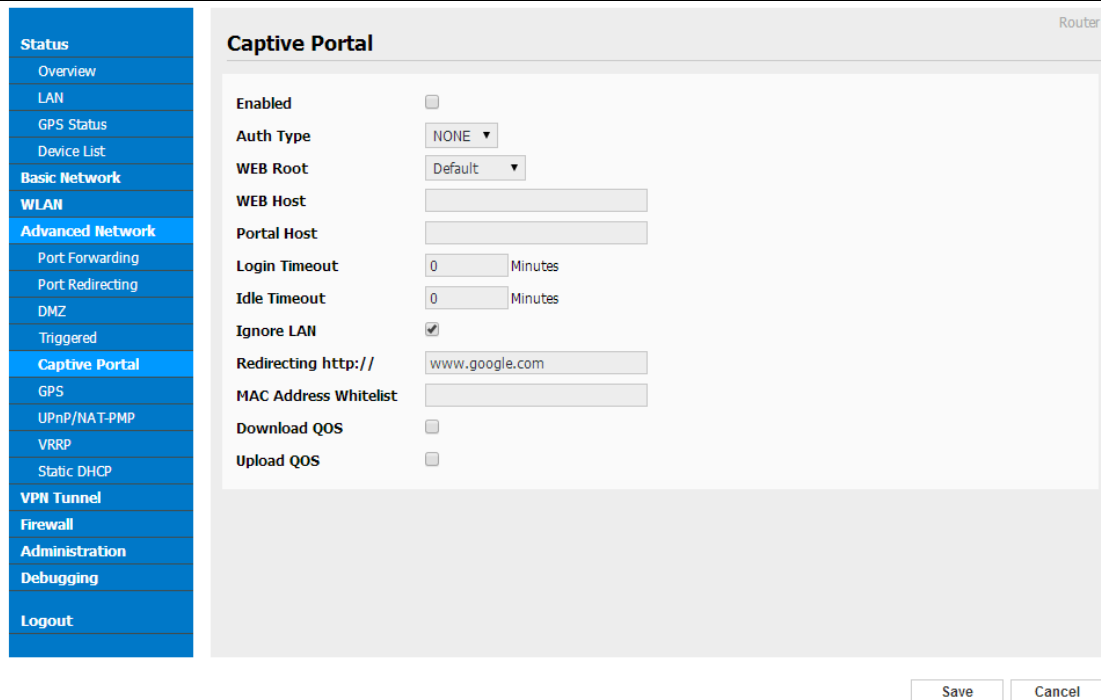 Router
Status
Overview
LAN
GPS Status
Device List
Basic Network
WLAN
Advanced Network
Port Forwarding
Port Redirecting
DMZ
Triggered
Captive Portal
GPS
UPnP/NAT-PMP
VRRP
Static DHCP
VPN Tunnel
Firewall
Administration
Debugging
Logout
Captive Portal
Enabled
Auth Type NONE
WEB Root Default
WEB Host
Portal Host
Login Timeout 0 Minutes
Idle Timeout 0 Minutes
Ignore LAN
Redirecting http:// www.google.com
MAC Address Whitelist
Download QOS
Upload QOS
Save Cancel